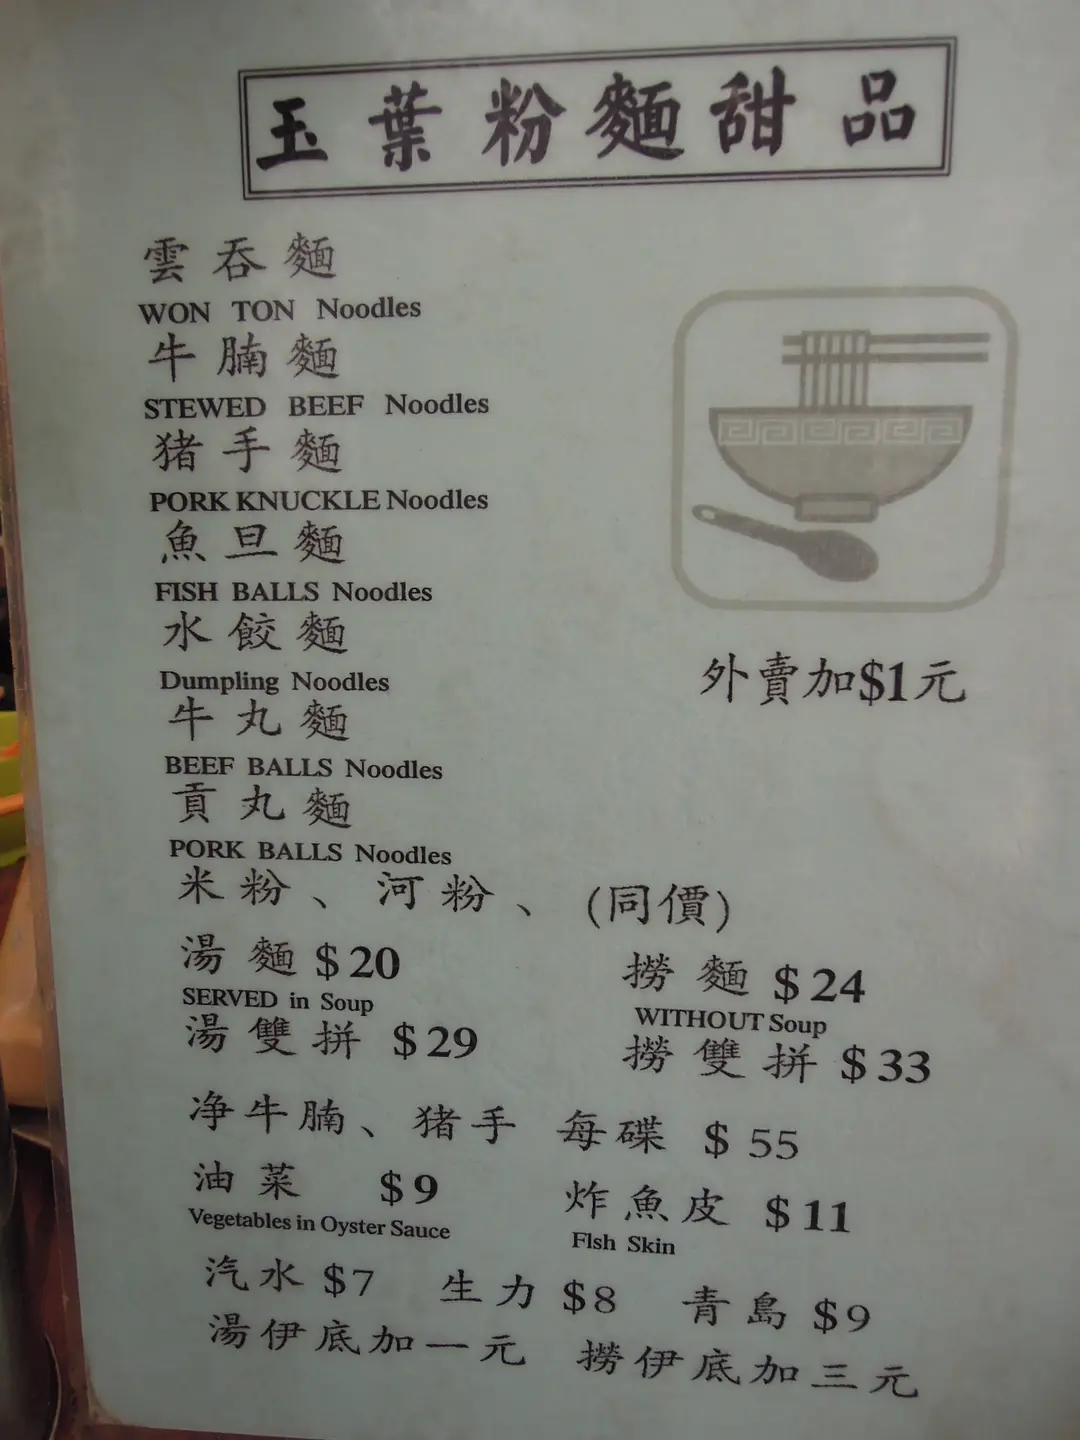 玉葉粉麵甜品
雲吞麵
WON TON Noodles
牛腩麵
STEWED BEEF Noodles
猪手麵
PORK KNUCKLE Noodles
魚旦麵
FISH BALLS Noodles
水餃麵
Dumpling Noodles
外賣加$1元
牛丸麵
BEEF BALLS Noodles
貢丸麵
PORK BALLS Noodles
米粉、河粉、(同價)
湯麵 $20 撈麵 $24
SERVED in Soup WITHOUT Soup
湯雙拼 $29 撈雙拼 $33
净牛腩、猪手 每碟 $55
油菜 $9 炸魚皮 $11
Vegetables in Oyster Sauce Flsh Skin
汽水 $7 生力 $8 青島 $9
湯伊底加一元 撈伊底加三元